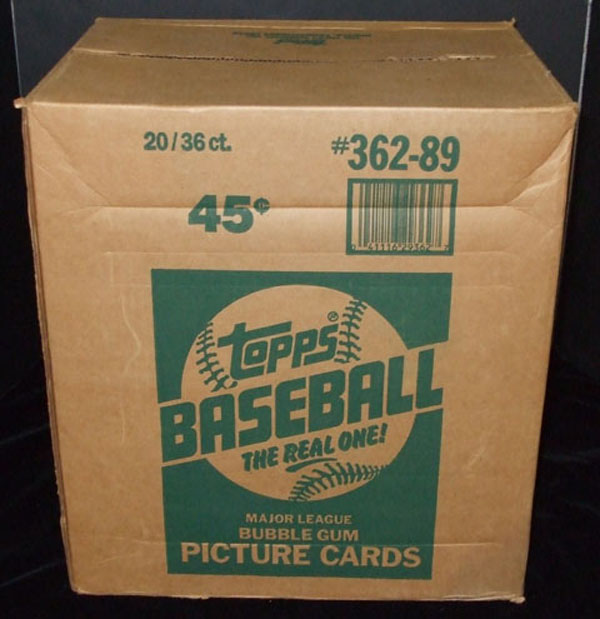 20/36 ct.
#362-89
45¢
topps®
BASEBALL
THE REAL ONE!
MAJOR LEAGUE
BUBBLE GUM
PICTURE CARDS